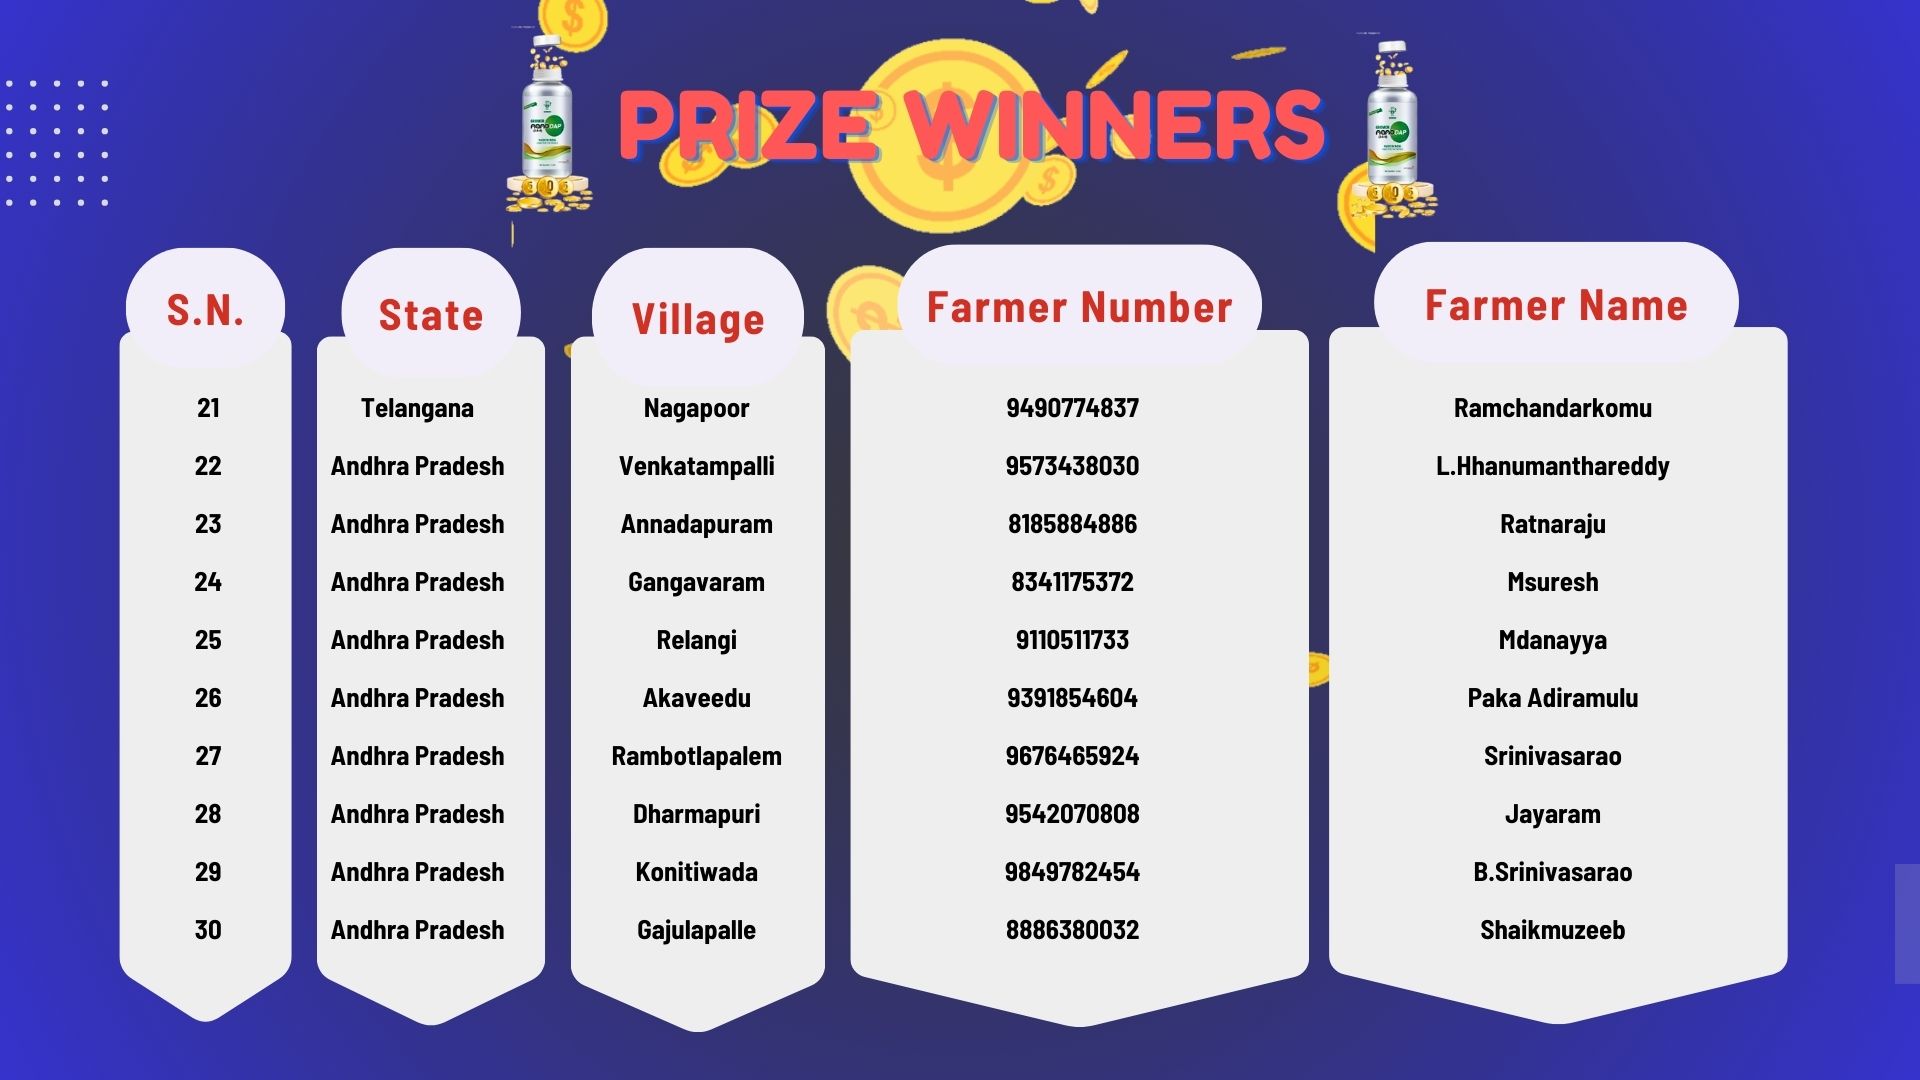 PRIZE WINNERS
S.N. State Village Farmer Number Farmer Name
21 Telangana Nagapoor 9490774837 Ramchandarkomu
22 Andhra Pradesh Venkatampalli 9573438030 L.Hhanumanthareddy
23 Andhra Pradesh Annadapuram 8185884886 Ratnaraju
24 Andhra Pradesh Gangavaram 8341175372 Msuresh
25 Andhra Pradesh Relangi 9110511733 Mdanayya
26 Andhra Pradesh Akaveedu 9391854604 Paka Adiramulu
27 Andhra Pradesh Rambotlapalem 9676465924 Srinivasarao
28 Andhra Pradesh Dharmapuri 9542070808 Jayaram
29 Andhra Pradesh Konitiwada 9849782454 B.Srinivasarao
30 Andhra Pradesh Gajulapalle 8886380032 Shaikmuzeeb